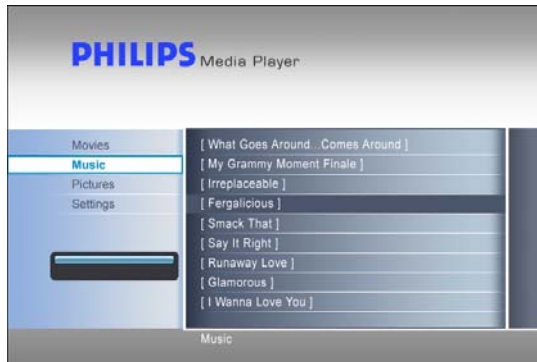 PHILIPS Media Player
Movies
Music
Pictures
Settings
[ What Goes Around...Comes Around ]
[ My Grammy Moment Finale ]
[ Irreplaceable ]
[ Fergalicious ]
[ Smack That ]
[ Say It Right ]
[ Runaway Love ]
[ Glamorous ]
[ I Wanna Love You ]
Music